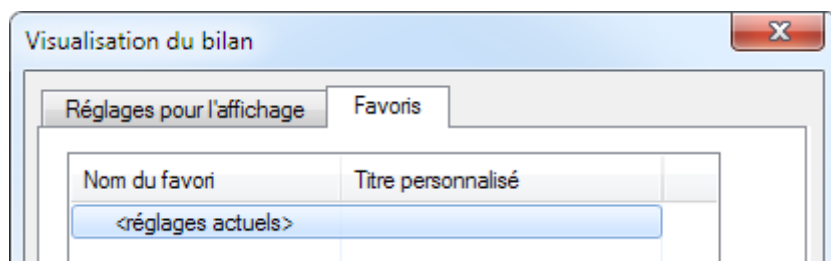 Visualisation du bilan
Réglages pour l'affichage Favoris
Nom du favori Titre personnalisé
<réglages actuels>